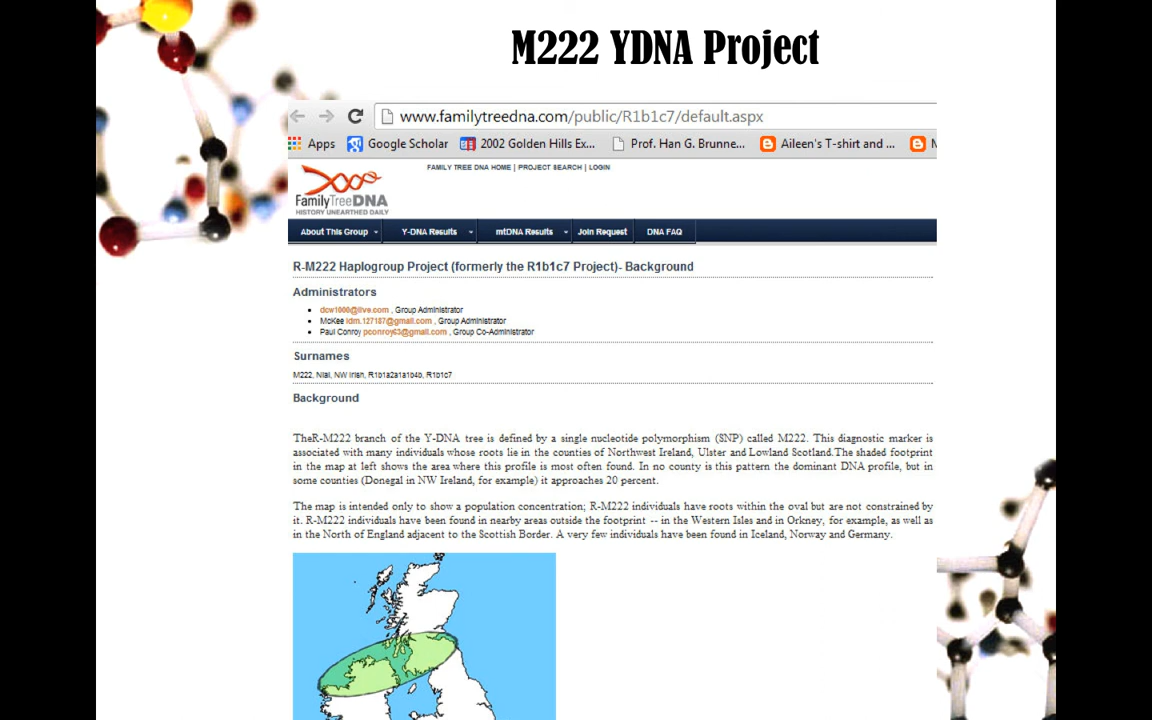 M222 YDNA Project
www.familytreedna.com/public/R1b1c7/default.aspx
Apps Google Scholar 2002 Golden Hills Ex... Prof. Han G. Brunne... Aileen's T-shirt and ...
FAMILY TREE DNA HOME | PROJECT SEARCH | LOGIN
FamilyTreeDNA
HISTORY UNEARTHED DAILY
About This Group Y-DNA Results mtDNA Results Join Request DNA FAQ
R-M222 Haplogroup Project (formerly the R1b1c7 Project)- Background
Administrators
dcw1000@live.com , Group Administrator
McKee ldm.127187@gmail.com , Group Administrator
Paul Conroy pconroy63@gmail.com , Group Co-Administrator
Surnames
M222, Nial, NW Irish, R1b1a2a1a1b4b, R1b1c7
Background
TheR-M222 branch of the Y-DNA tree is defined by a single nucleotide polymorphism (SNP) called M222. This diagnostic marker is
associated with many individuals whose roots lie in the counties of Northwest Ireland, Ulster and Lowland Scotland.The shaded footprint
in the map at left shows the area where this profile is most often found. In no county is this pattern the dominant DNA profile, but in
some counties (Donegal in NW Ireland, for example) it approaches 20 percent.
The map is intended only to show a population concentration; R-M222 individuals have roots within the oval but are not constrained by
it. R-M222 individuals have been found in nearby areas outside the footprint -- in the Western Isles and in Orkney, for example, as well as
in the North of England adjacent to the Scottish Border. A very few individuals have been found in Iceland, Norway and Germany.